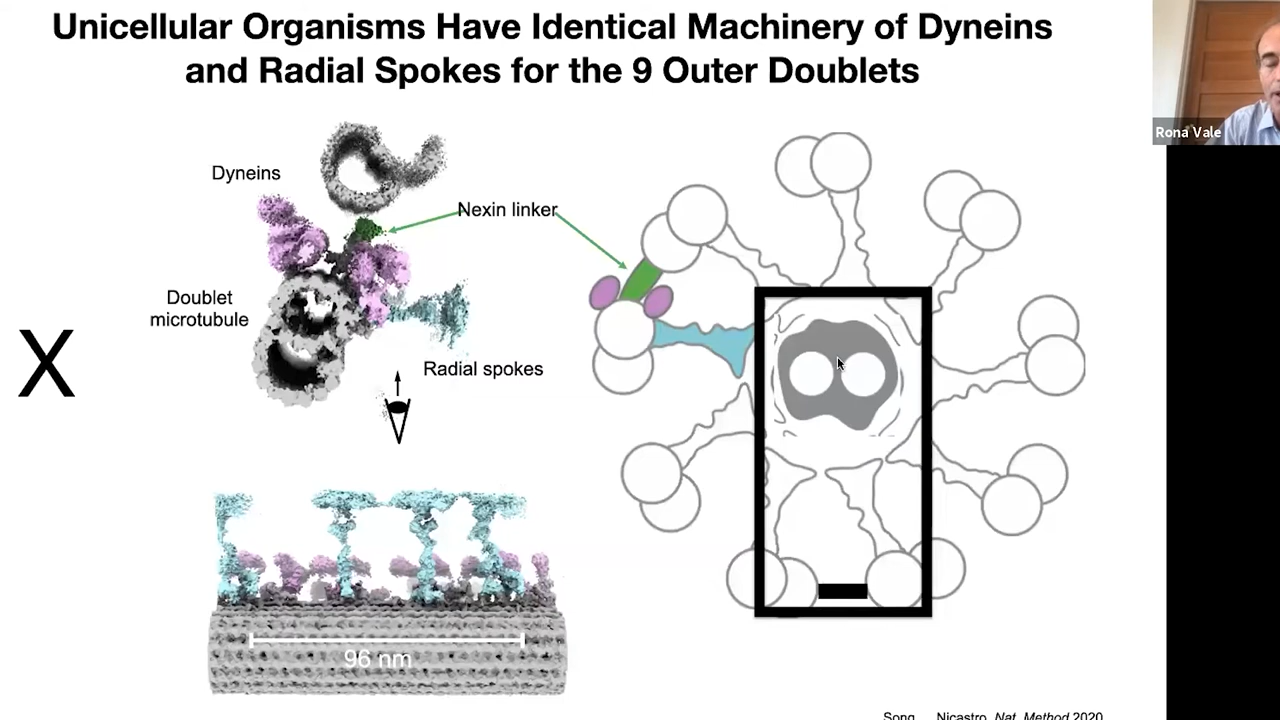 Unicellular Organisms Have Identical Machinery of Dyneins
and Radial Spokes for the 9 Outer Doublets
Rona Vale
Dyneins
Nexin linker
Doublet
microtubule
X
Radial spokes
96 nm
Song ... Nicastro, Nat. Method 2020